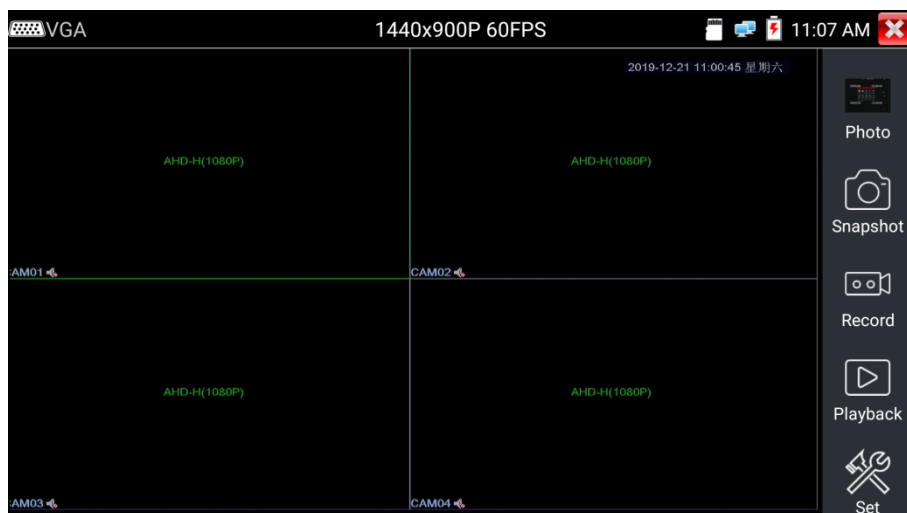 VGA 1440x900P 60FPS 11:07 AM
2019-12-21 11:00:45 星期六
Photo
AHD-H(1080P) AHD-H(1080P)
Snapshot
:AM01 CAM02
Record
AHD-H(1080P) AHD-H(1080P)
Playback
:AM03 CAM04
Set